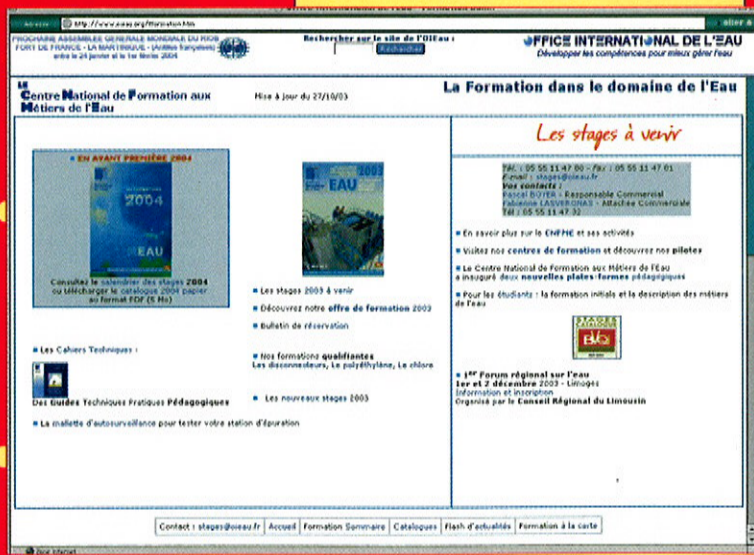 Adresse http://www.oieau.org/fformation.htm
PROCHAINE ASSEMBLEE GENERALE MONDIALE DU RIOB
FORT DE FRANCE - LA MARTINIQUE - (Antilles françaises)
entre le 24 janvier et le 1er février 2004
Rechercher sur le site de l'OIEau :
Rechercher
OFFICE INTERNATIONAL DE L'EAU
Développer les compétences pour mieux gérer l'eau
Le
Centre National de Formation aux
Métiers de l'Eau
Mise à jour du 27/10/03
La Formation dans le domaine de l'Eau
EN AVANT PREMIÈRE 2004
2004
EAU
Consultez le calendrier des stages 2004
ou télécharger le catalogue 2004 papier
au format PDF (5 Mo)
Les Cahiers Techniques :
Des Guides Techniques Pratiques Pédagogiques
La mallette d'autosurveillance pour tester votre station d'épuration
2003
EAU
Les stages 2003 à venir
Découvrez notre offre de formation 2003
Bulletin de réservation
Nos formations qualifiantes
Les disconnecteurs, Le polyéthylène, Le chlore
Les nouveaux stages 2003
Les stages à venir
Tél. : 05 55 11 47 00 - Fax : 05 55 11 47 01
E-mail : stages@oieau.fr
Vos contacts :
Pascal BOYER - Responsable Commercial
Fabienne LASVERGNAS - Attachée Commerciale
Tél : 05 55 11 47 32
En savoir plus sur le CNFME et ses activités
Visitez nos centres de formation et découvrez nos pilotes
Le Centre National de Formation aux Métiers de l'Eau
a inauguré deux nouvelles plates-formes pédagogiques
Pour les étudiants : la formation initiale et la description des métiers
de l'eau
STAGES
CATALOGUE
BVQI
1er Forum régional sur l'eau
1er et 2 décembre 2003 - Limoges
Information et inscription
Organisé par le Conseil Régional du Limousin
Contact : stages@oieau.fr Accueil Formation Sommaire Catalogues Flash d'actualités Formation à la carte
Zone Internet